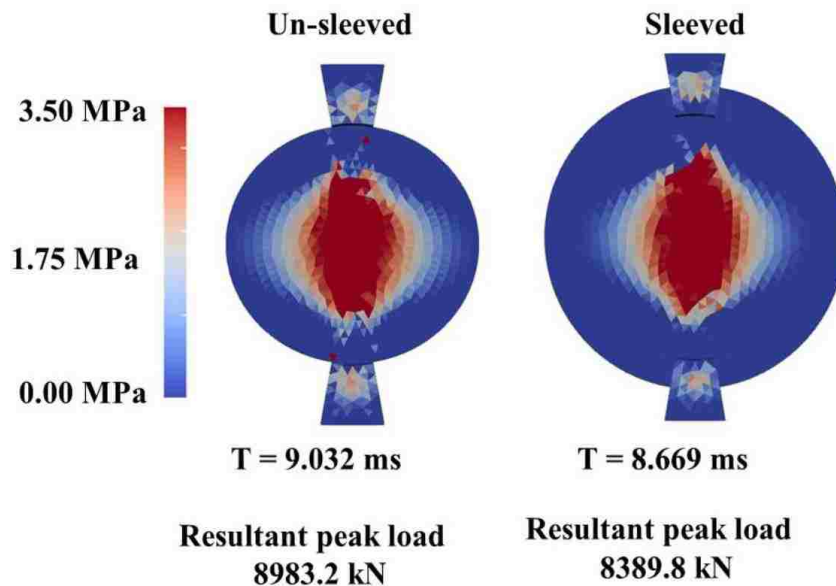 Un-sleeved
Sleeved
3.50 MPa
1.75 MPa
0.00 MPa
T = 9.032 ms
T = 8.669 ms
Resultant peak load
8983.2 kN
Resultant peak load
8389.8 kN